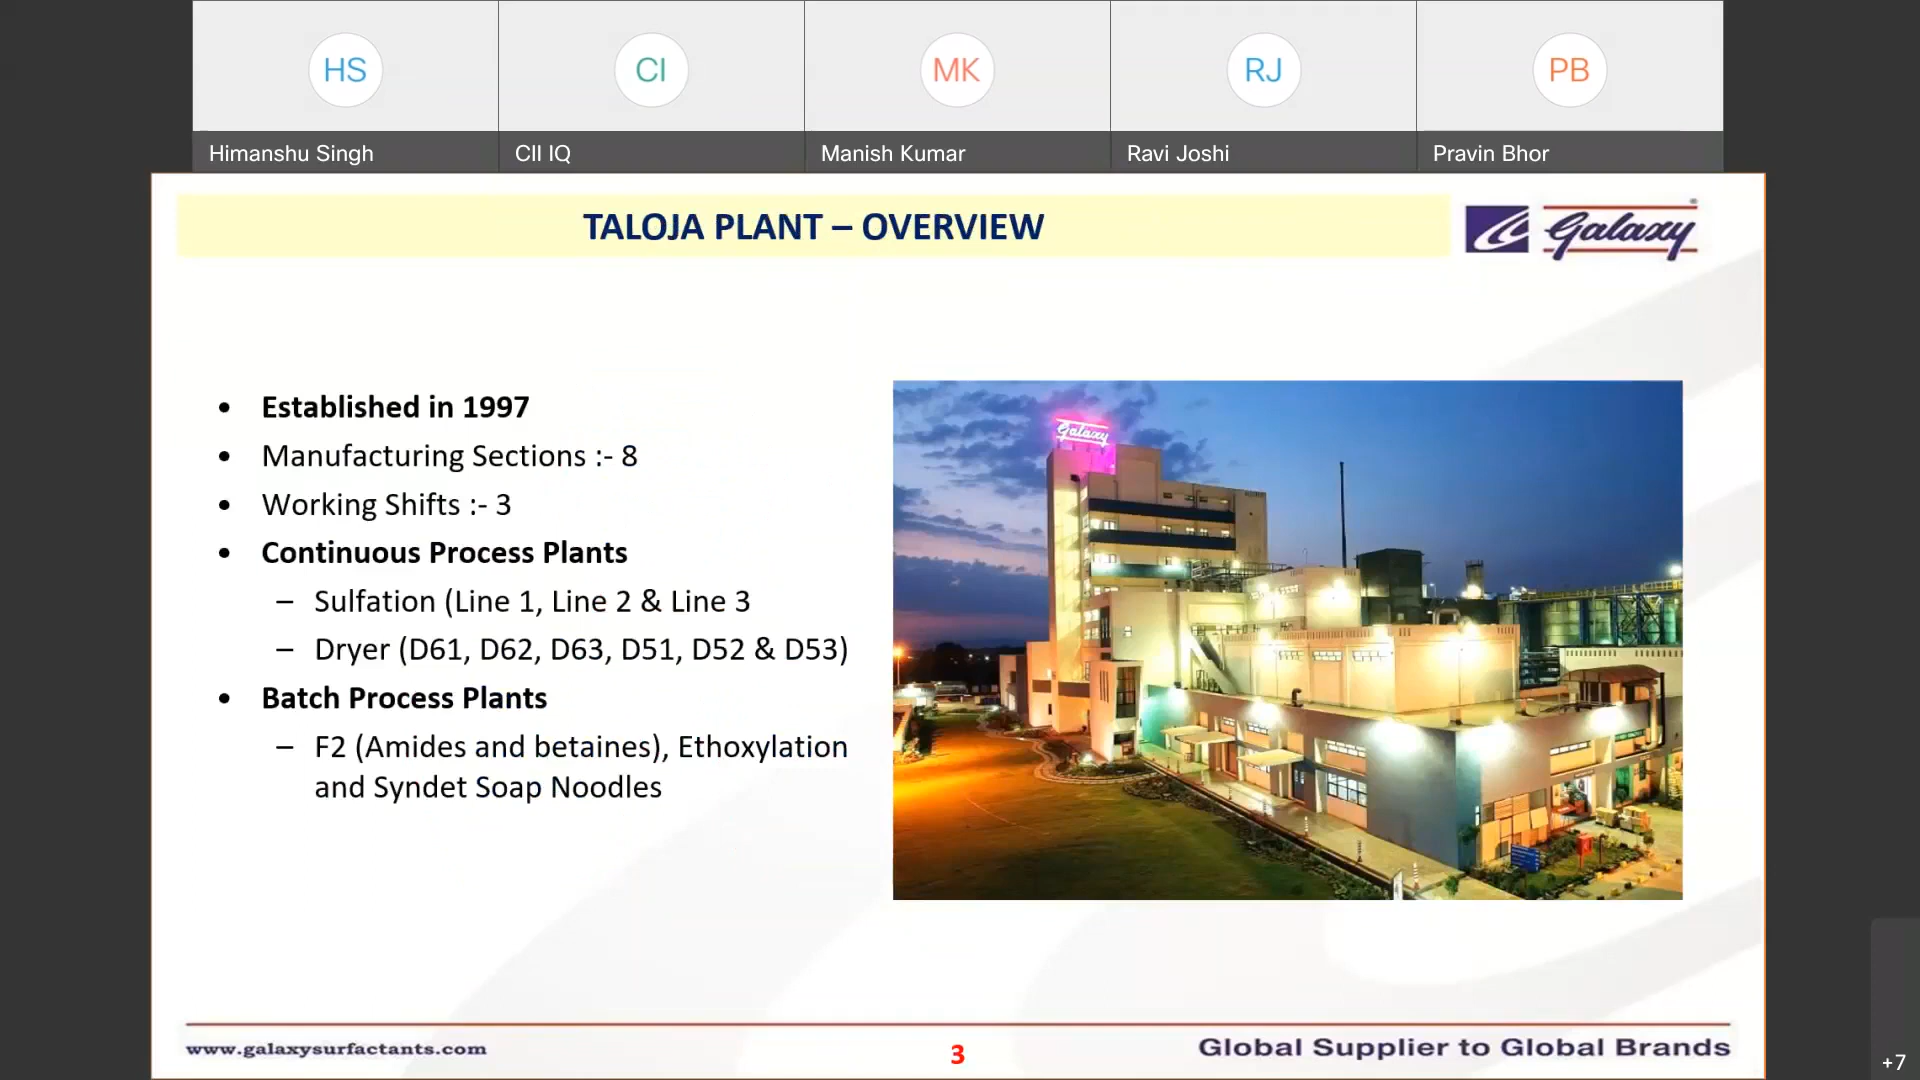 HS
CI
MK
RJ
PB
Himanshu Singh
CII IQ
Manish Kumar
Ravi Joshi
Pravin Bhor
TALOJA PLANT – OVERVIEW
Galaxy
• Established in 1997
• Manufacturing Sections :- 8
• Working Shifts :- 3
• Continuous Process Plants
– Sulfation (Line 1, Line 2 & Line 3
– Dryer (D61, D62, D63, D51, D52 & D53)
• Batch Process Plants
– F2 (Amides and betaines), Ethoxylation
and Syndet Soap Noodles
Galaxy
www.galaxysurfactants.com
3
Global Supplier to Global Brands
+7